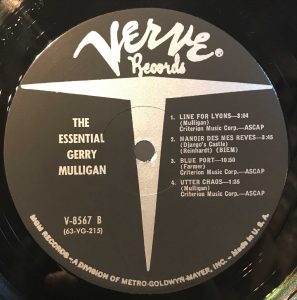 Verve®
Records
THE
ESSENTIAL
GERRY
MULLIGAN
V-8567 B
(63-VG-215)
1. LINE FOR LYONS—3:04
(Mulligan)
Criterion Music Corp.—ASCAP
2. MANOIR DES MES REVES—3:45
(Django's Castle)
(Reinhardt) (BIEM)
3. BLUE PORT—10:50
(Farmer)
Criterion Music Corp.—ASCAP
4. UTTER CHAOS—1:35
(Mulligan)
Criterion Music Corp.—ASCAP
MGM RECORDS—A DIVISION OF METRO-GOLDWYN-MAYER, INC.—Made in U.S.A.